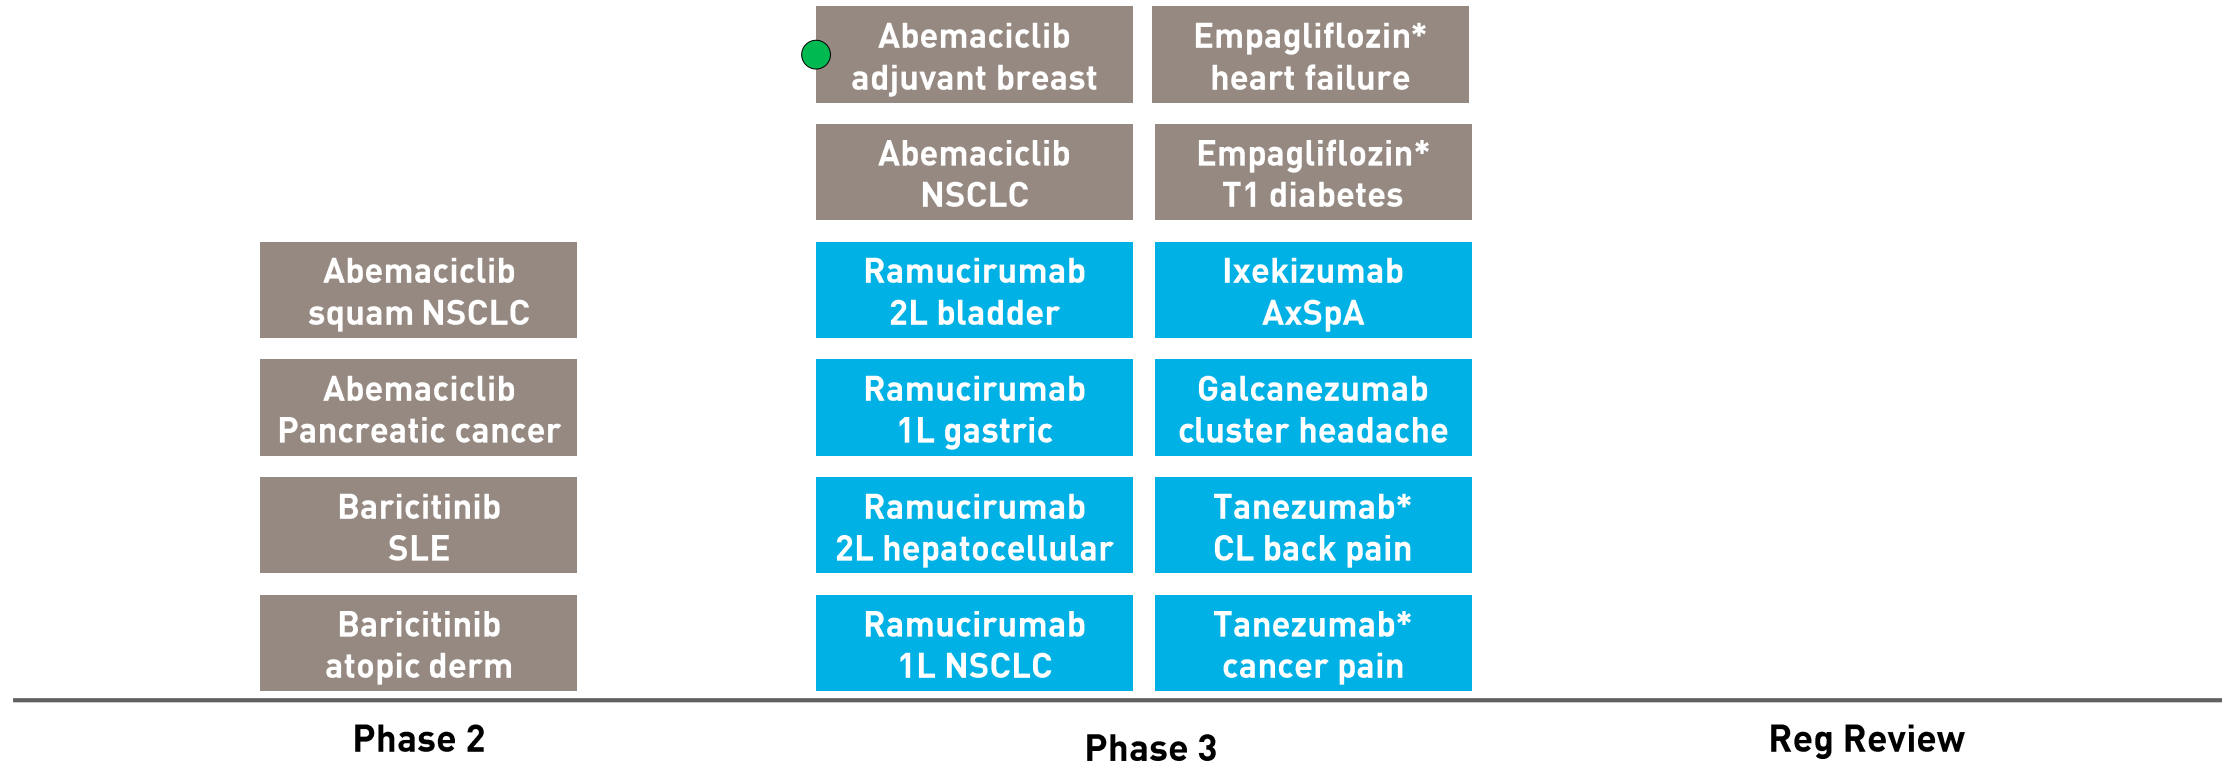 Abemaciclib
adjuvant breast
Empagliflozin*
heart failure
Abemaciclib
NSCLC
Empagliflozin*
T1 diabetes
Abemaciclib
squam NSCLC
Ramucirumab
2L bladder
Ixekizumab
AxSpA
Abemaciclib
Pancreatic cancer
Ramucirumab
1L gastric
Galcanezumab
cluster headache
Baricitinib
SLE
Ramucirumab
2L hepatocellular
Tanezumab*
CL back pain
Baricitinib
atopic derm
Ramucirumab
1L NSCLC
Tanezumab*
cancer pain
Phase 2
Phase 3
Reg Review